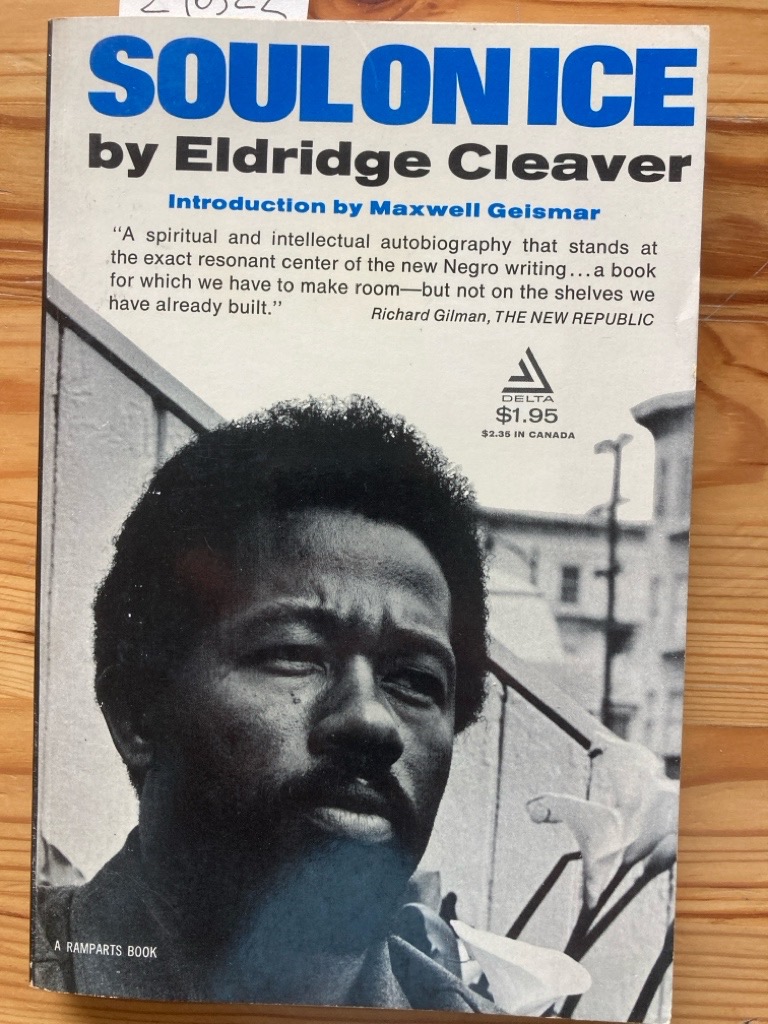 SOUL ON ICE
by Eldridge Cleaver
Introduction by Maxwell Geismar
“A spiritual and intellectual autobiography that stands at
the exact resonant center of the new Negro writing...a book
for which we have to make room—but not on the shelves we
have already built.” Richard Gilman, THE NEW REPUBLIC
DELTA
$1.95
$2.35 IN CANADA
A RAMPARTS BOOK